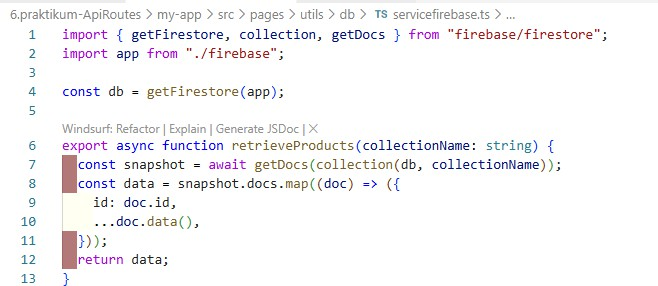 6.praktikum-ApiRoutes > my-app > src > pages > utils > db > TS servicefirebase.ts > ...
1 import { getFirestore, collection, getDocs } from "firebase/firestore";
2 import app from "./firebase";
3
4 const db = getFirestore(app);
5
Windsurf: Refactor | Explain | Generate JSDoc | ×
6 export async function retrieveProducts(collectionName: string) {
7   const snapshot = await getDocs(collection(db, collectionName));
8   const data = snapshot.docs.map((doc) => ({
9     id: doc.id,
10     ...doc.data(),
11   }));
12   return data;
13 }